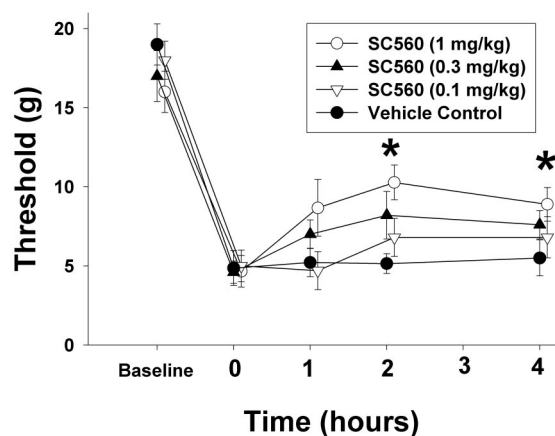 20
15
10
5
0
Threshold (g)
SC560 (1 mg/kg)
SC560 (0.3 mg/kg)
SC560 (0.1 mg/kg)
Vehicle Control
*
*
Baseline 0 1 2 3 4
Time (hours)